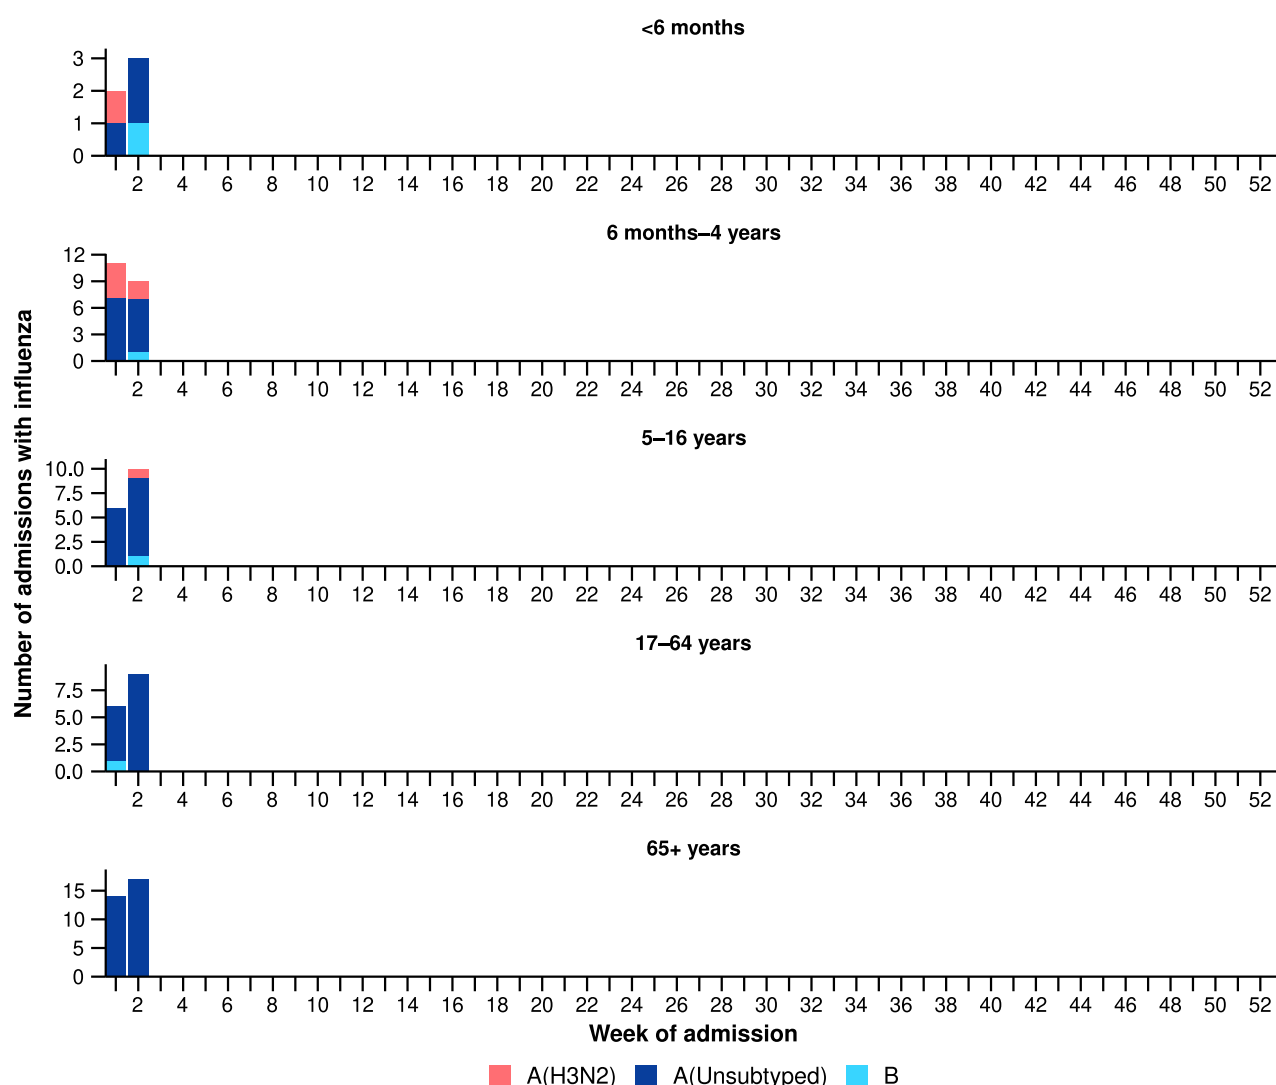 <6 months
3
2
1
0
2 4 6 8 10 12 14 16 18 20 22 24 26 28 30 32 34 36 38 40 42 44 46 48 50 52
6 months–4 years
12
9
6
3
0
2 4 6 8 10 12 14 16 18 20 22 24 26 28 30 32 34 36 38 40 42 44 46 48 50 52
Number of admissions with influenza
5–16 years
10.0
7.5
5.0
2.5
0.0
2 4 6 8 10 12 14 16 18 20 22 24 26 28 30 32 34 36 38 40 42 44 46 48 50 52
17–64 years
7.5
5.0
2.5
0.0
2 4 6 8 10 12 14 16 18 20 22 24 26 28 30 32 34 36 38 40 42 44 46 48 50 52
65+ years
15
10
5
0
2 4 6 8 10 12 14 16 18 20 22 24 26 28 30 32 34 36 38 40 42 44 46 48 50 52
Week of admission
A(H3N2) A(Unsubtyped) B